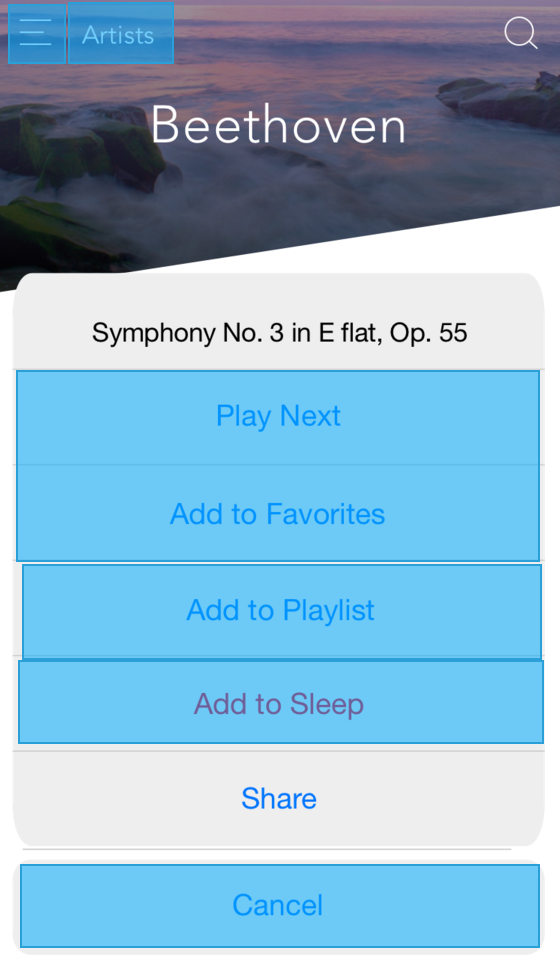 Artists
Beethoven
Symphony No. 3 in E flat, Op. 55
Play Next
Add to Favorites
Add to Playlist
Add to Sleep
Share
Cancel